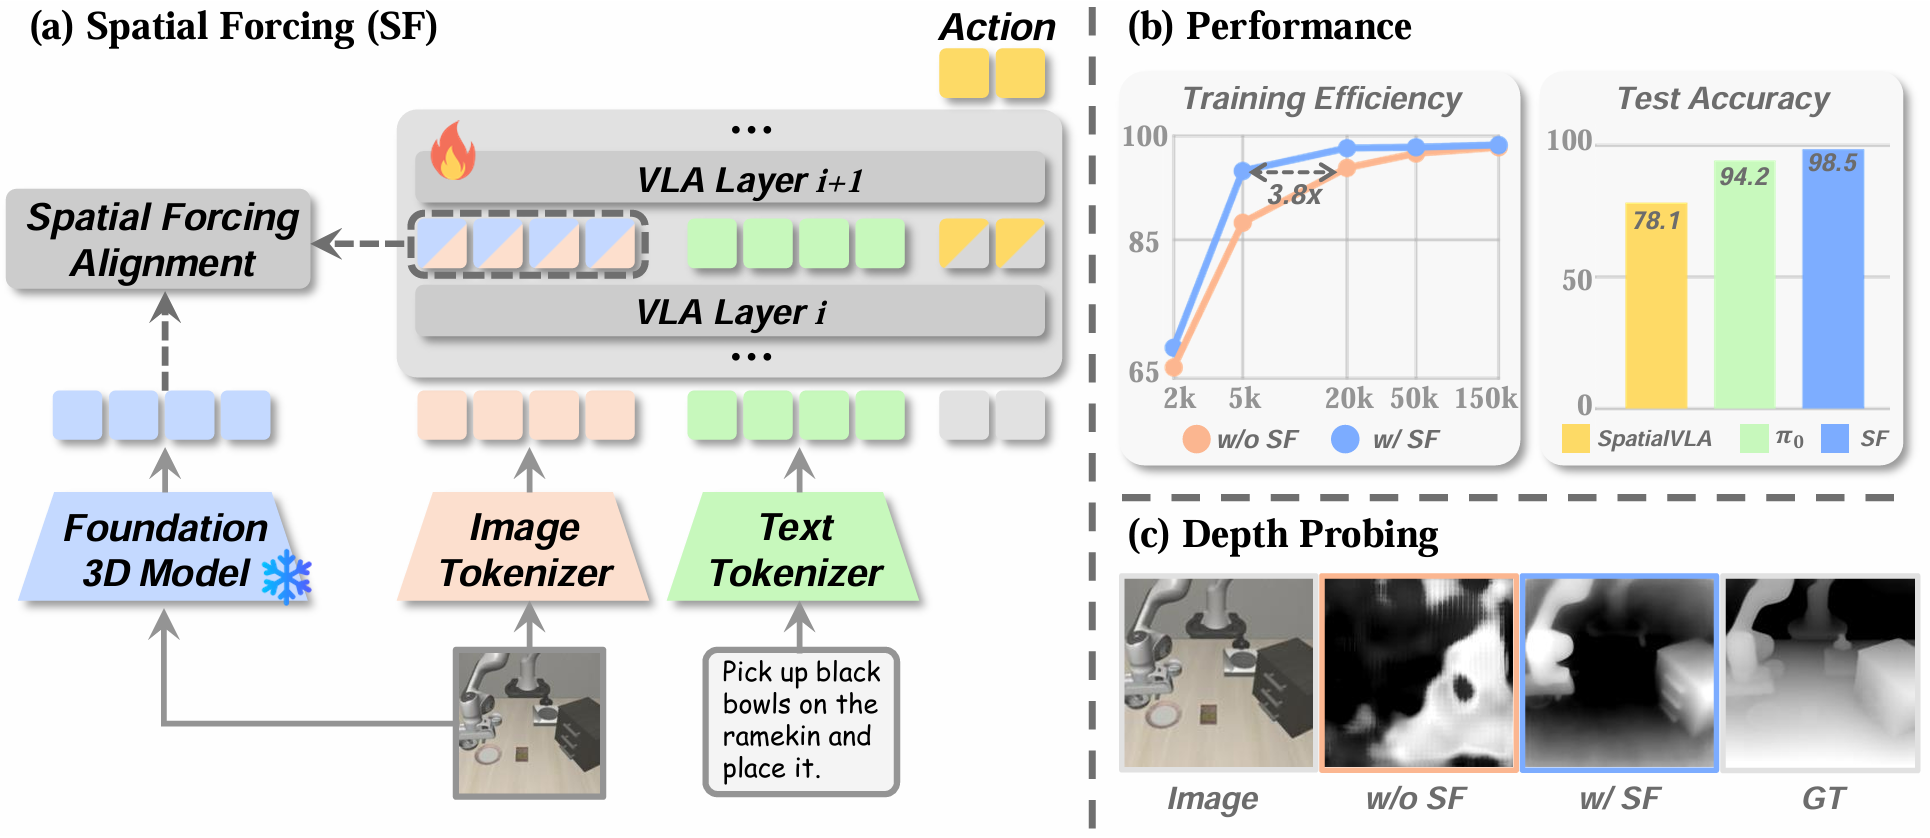 (a) Spatial Forcing (SF)
Action
...
VLA Layer i+1
Spatial Forcing
Alignment
VLA Layer i
...
Foundation
3D Model
Image
Tokenizer
Text
Tokenizer
Pick up black
bowls on the
ramekin and
place it.
(b) Performance
Training Efficiency
100
85
65
3.8x
2k 5k 20k 50k 150k
w/o SF w/ SF
Test Accuracy
100
50
0
78.1
94.2
98.5
SpatialVLA π0 SF
(c) Depth Probing
Image w/o SF w/ SF GT